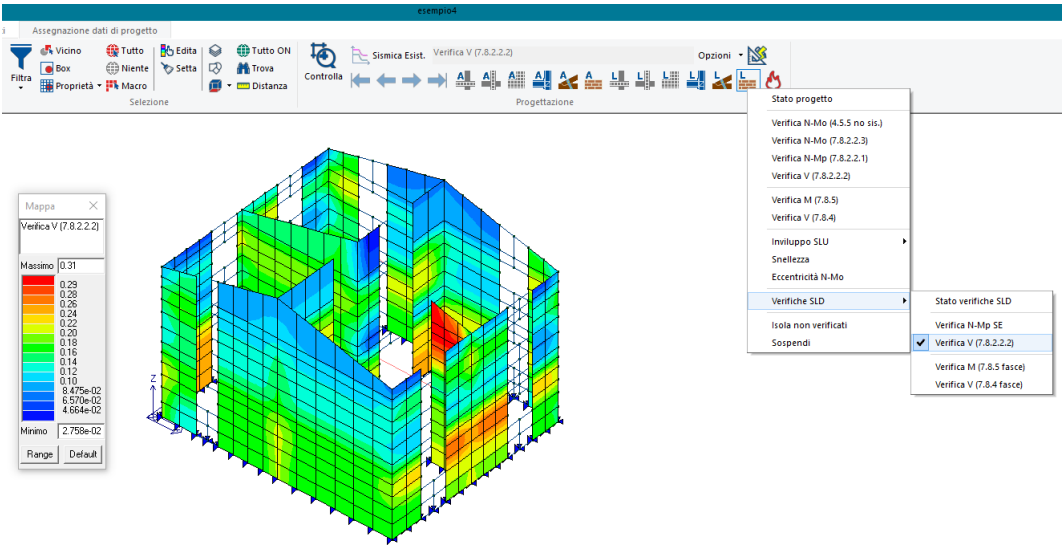 esempio4
i
Assegnazione dati di progetto
Filtra
Vicino
Box
Proprietà
Tutto
Niente
Macro
Edita
Setta
Tutto ON
Trova
Distanza
Selezione
Controlla
Sismica Esist.
Verifica V (7.8.2.2.2)
Opzioni
A A A A A A L L L L L L
Progettazione
Stato progetto
Verifica N-Mo (4.5.5 no sis.)
Verifica N-Mo (7.8.2.2.3)
Verifica N-Mp (7.8.2.2.1)
Verifica V (7.8.2.2.2)
Verifica M (7.8.5)
Verifica V (7.8.4)
Inviluppo SLU
Snellezza
Eccentricità N-Mo
Verifiche SLD
Isola non verificati
Sospendi
Stato verifiche SLD
Verifica N-Mp SE
Verifica V (7.8.2.2.2)
Verifica M (7.8.5 fasce)
Verifica V (7.8.4 fasce)
Mappa
Verifica V (7.8.2.2.2)
Massimo 0.31
0.29
0.28
0.26
0.24
0.22
0.20
0.18
0.16
0.14
0.12
0.10
8.475e-02
6.570e-02
4.664e-02
Minimo 2.758e-02
Range Default
Z